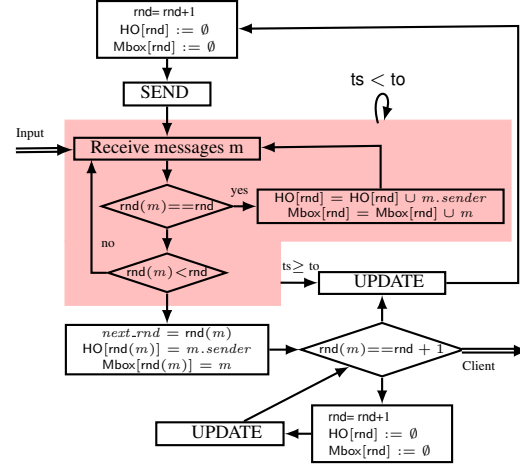 rnd= rnd+1
HO[rnd] := ∅
Mbox[rnd] := ∅
SEND
ts < to
Input
Receive messages m
rnd(m)==rnd
yes
HO[rnd] = HO[rnd] ∪ m.sender
Mbox[rnd] = Mbox[rnd] ∪ m
no
rnd(m)<rnd
ts≥ to
UPDATE
next_rnd = rnd(m)
HO[rnd(m)] = m.sender
Mbox[rnd(m)] = m
rnd(m)==rnd + 1
Client
UPDATE
rnd= rnd+1
HO[rnd] := ∅
Mbox[rnd] := ∅